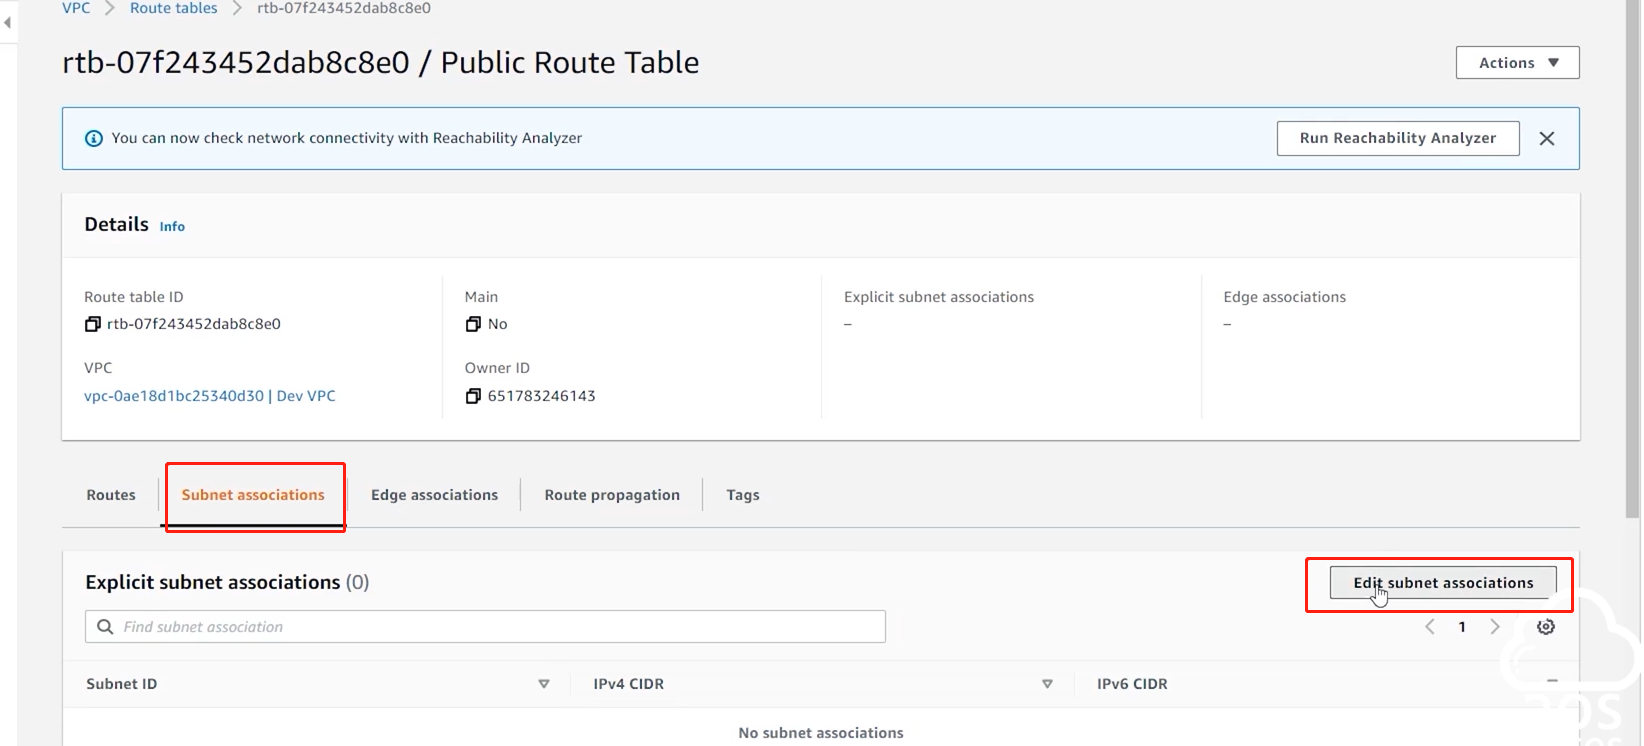 VPC > Route tables > rtb-07f243452dab8c8e0
rtb-07f243452dab8c8e0 / Public Route Table
Actions
You can now check network connectivity with Reachability Analyzer
Run Reachability Analyzer
Details Info
Route table ID
rtb-07f243452dab8c8e0
Main
No
Explicit subnet associations
–
Edge associations
–
VPC
vpc-0ae18d1bc25340d30 | Dev VPC
Owner ID
651783246143
Routes
Subnet associations
Edge associations
Route propagation
Tags
Explicit subnet associations (0)
Edit subnet associations
Find subnet association
1
Subnet ID
IPv4 CIDR
IPv6 CIDR
No subnet associations